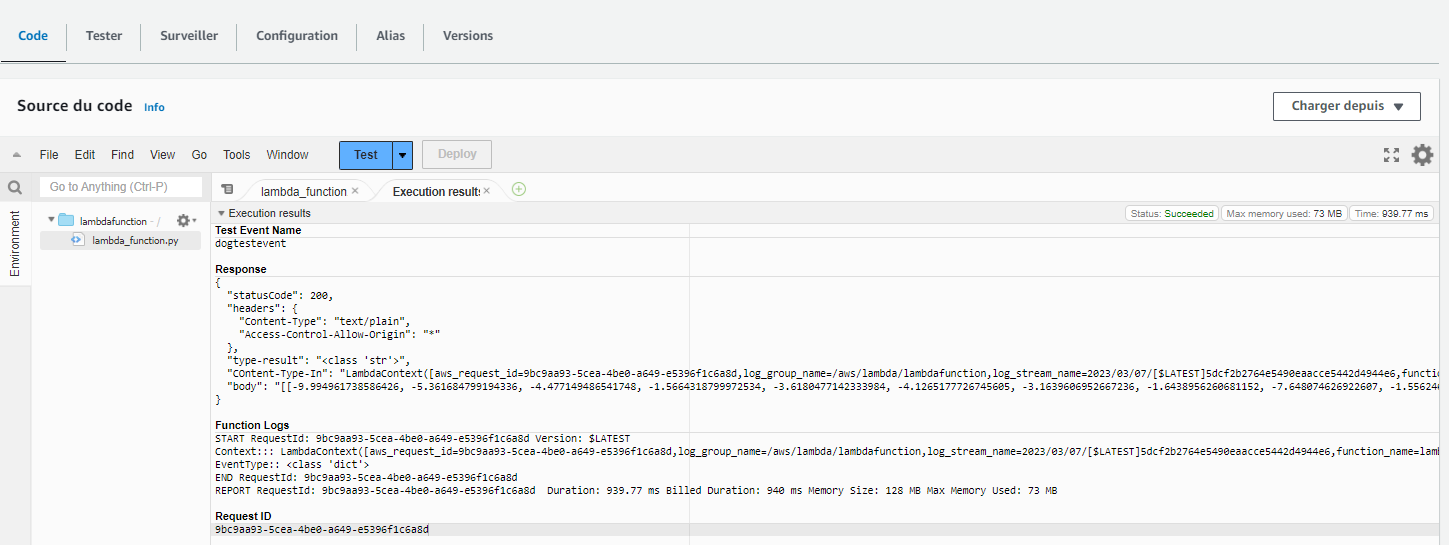 Code Tester Surveiller Configuration Alias Versions
Source du code Info Charger depuis
File Edit Find View Go Tools Window Test Deploy
Go to Anything (Ctrl-P) lambda_function × Execution results ×
Environment
lambdafunction - /
lambda_function.py
Execution results Status: Succeeded Max memory used: 73 MB Time: 939.77 ms
Test Event Name
dogtestevent
Response
{
"statusCode": 200,
"headers": {
"Content-Type": "text/plain",
"Access-Control-Allow-Origin": "*"
},
"type-result": "<class 'str'>",
"COntent-Type-In": "LambdaContext([aws_request_id=9bc9aa93-5cea-4be0-a649-e5396f1c6a8d,log_group_name=/aws/lambda/lambdafunction,log_stream_name=2023/03/07/[$LATEST]5dcf2b2764e5490eaacce5442d4944e6,function
"body": "[[-9.994961738586426, -5.361684799194336, -4.477149486541748, -1.5664318799972534, -3.6180477142333984, -4.1265177726745605, -3.1639606952667236, -1.6438956260681152, -7.648074626922607, -1.55624
}
Function Logs
START RequestId: 9bc9aa93-5cea-4be0-a649-e5396f1c6a8d Version: $LATEST
Context::: LambdaContext([aws_request_id=9bc9aa93-5cea-4be0-a649-e5396f1c6a8d,log_group_name=/aws/lambda/lambdafunction,log_stream_name=2023/03/07/[$LATEST]5dcf2b2764e5490eaacce5442d4944e6,function_name=lam
EventType:: <class 'dict'>
END RequestId: 9bc9aa93-5cea-4be0-a649-e5396f1c6a8d
REPORT RequestId: 9bc9aa93-5cea-4be0-a649-e5396f1c6a8d Duration: 939.77 ms Billed Duration: 940 ms Memory Size: 128 MB Max Memory Used: 73 MB
Request ID
9bc9aa93-5cea-4be0-a649-e5396f1c6a8d